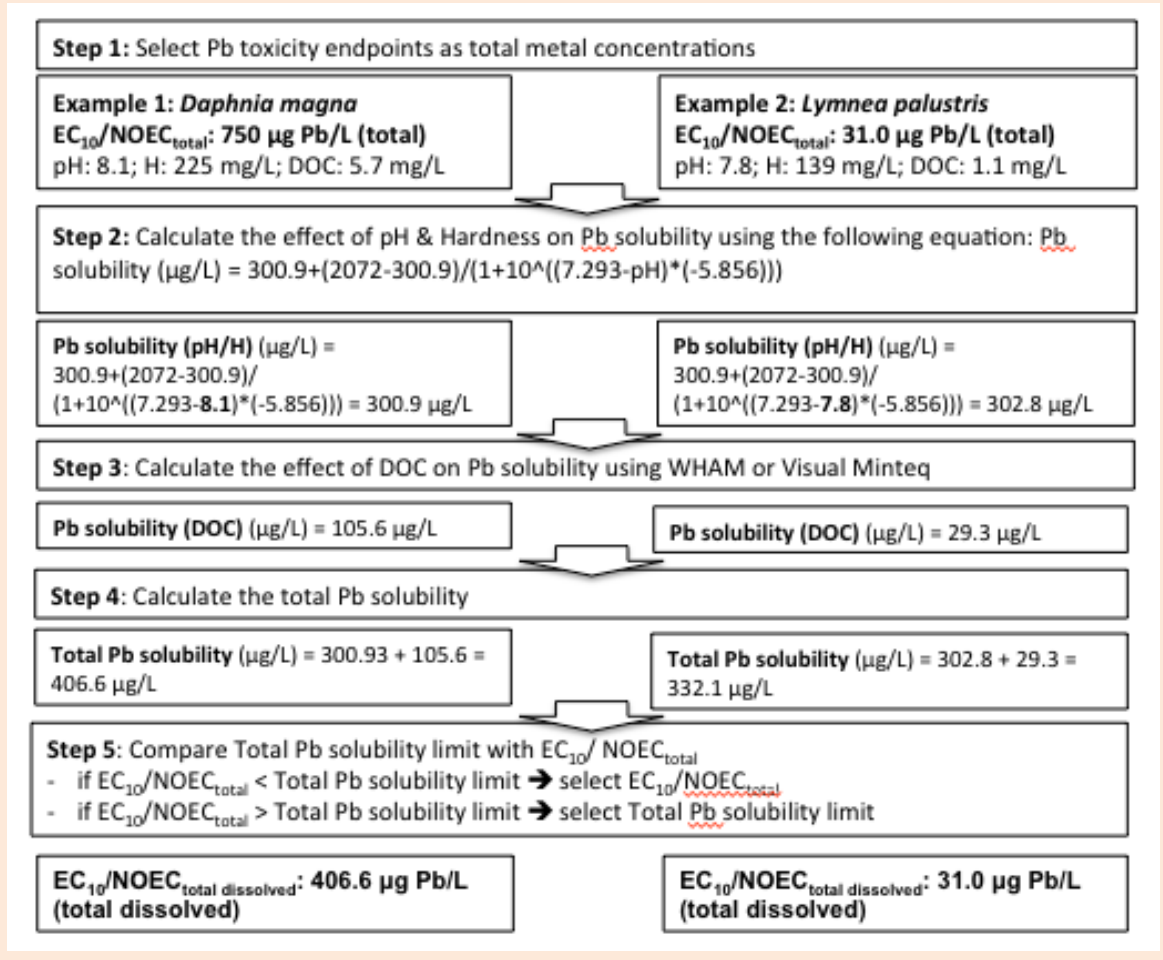 Step 1: Select Pb toxicity endpoints as total metal concentrations
Example 1: Daphnia magna
EC10/NOECtotal: 750 µg Pb/L (total)
pH: 8.1; H: 225 mg/L; DOC: 5.7 mg/L
Example 2: Lymnea palustris
EC10/NOECtotal: 31.0 µg Pb/L (total)
pH: 7.8; H: 139 mg/L; DOC: 1.1 mg/L
Step 2: Calculate the effect of pH & Hardness on Pb solubility using the following equation: Pb
solubility (µg/L) = 300.9+(2072-300.9)/(1+10^((7.293-pH)*(-5.856)))
Pb solubility (pH/H) (µg/L) =
300.9+(2072-300.9)/
(1+10^((7.293-8.1)*(-5.856))) = 300.9 µg/L
Pb solubility (pH/H) (µg/L) =
300.9+(2072-300.9)/
(1+10^((7.293-7.8)*(-5.856))) = 302.8 µg/L
Step 3: Calculate the effect of DOC on Pb solubility using WHAM or Visual Minteq
Pb solubility (DOC) (µg/L) = 105.6 µg/L
Pb solubility (DOC) (µg/L) = 29.3 µg/L
Step 4: Calculate the total Pb solubility
Total Pb solubility (µg/L) = 300.93 + 105.6 =
406.6 µg/L
Total Pb solubility (µg/L) = 302.8 + 29.3 =
332.1 µg/L
Step 5: Compare Total Pb solubility limit with EC10/ NOECtotal
- if EC10/NOECtotal < Total Pb solubility limit ➔ select EC10/NOECtotal
- if EC10/NOECtotal > Total Pb solubility limit ➔ select Total Pb solubility limit
EC10/NOECtotal dissolved: 406.6 µg Pb/L
(total dissolved)
EC10/NOECtotal dissolved: 31.0 µg Pb/L
(total dissolved)